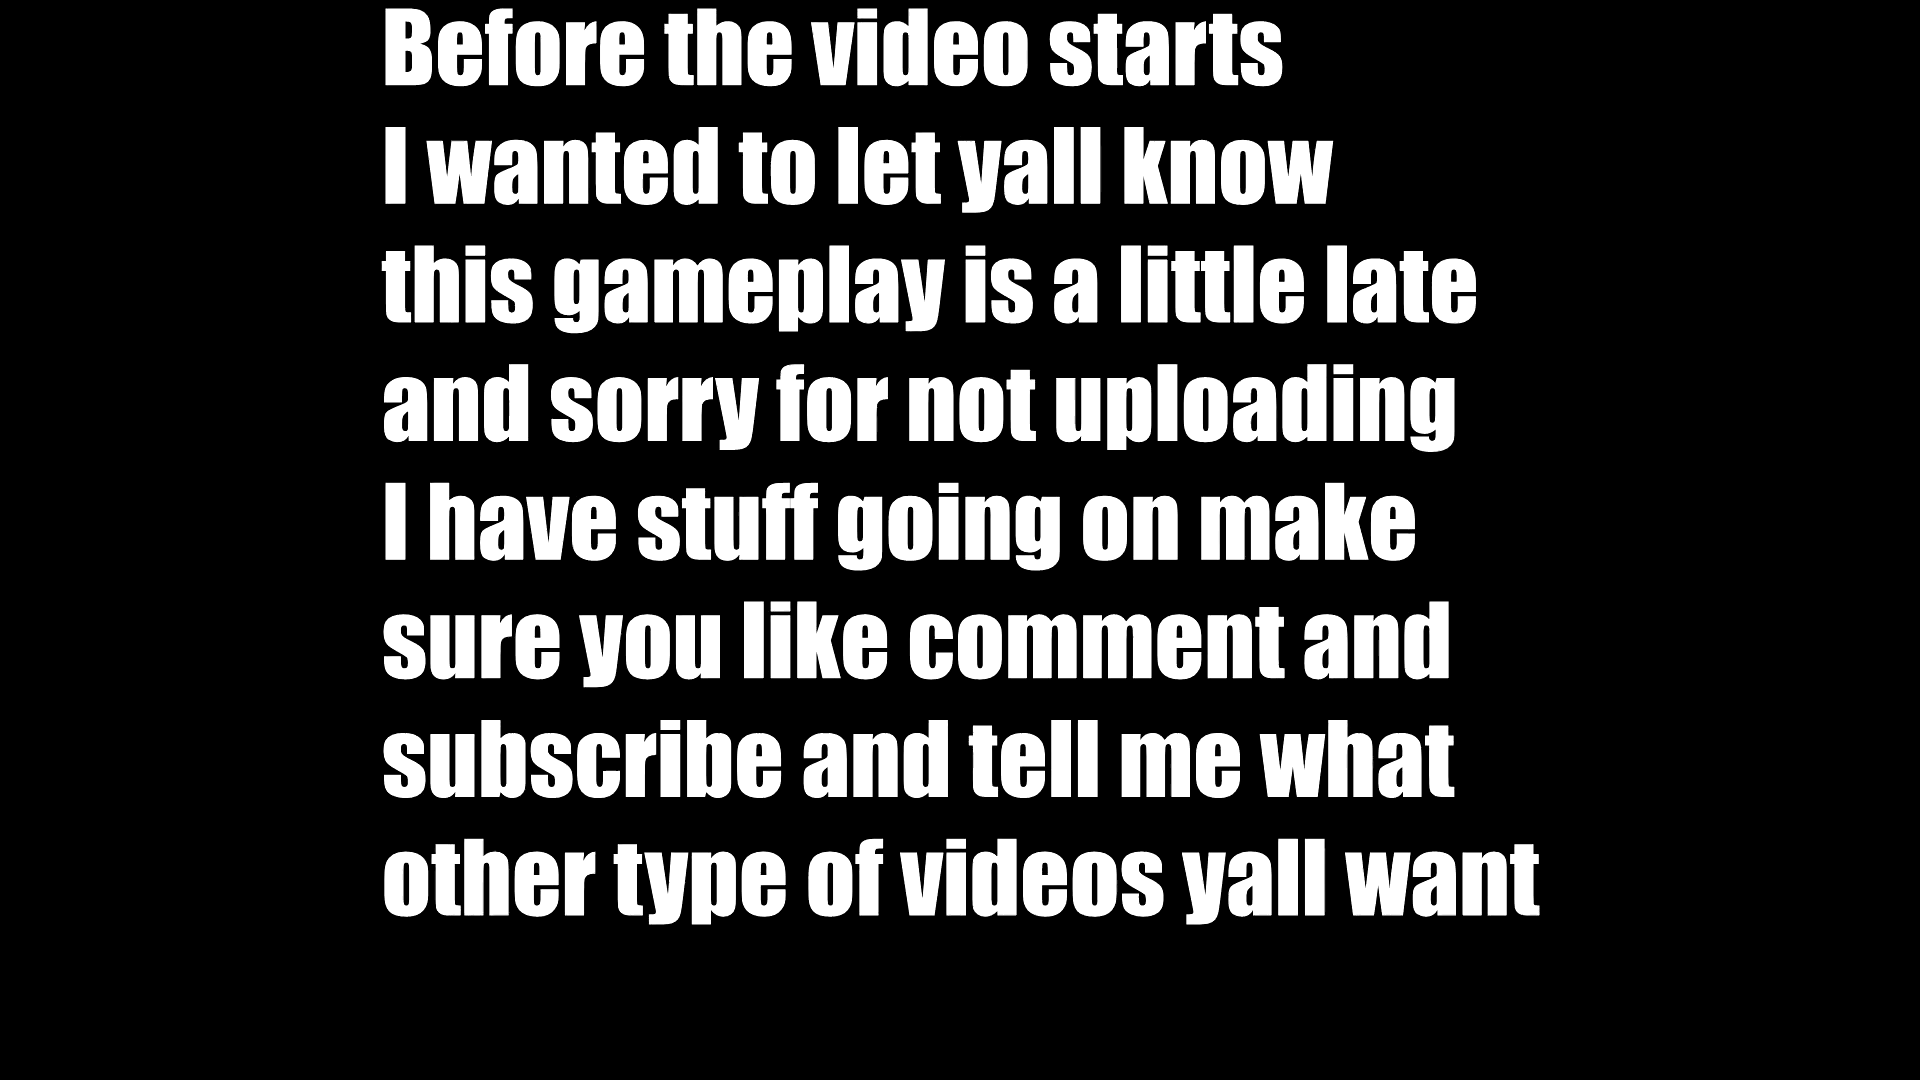 Before the video starts
I wanted to let yall know
this gameplay is a little late
and sorry for not uploading
I have stuff going on make
sure you like comment and
subscribe and tell me what
other type of videos yall want